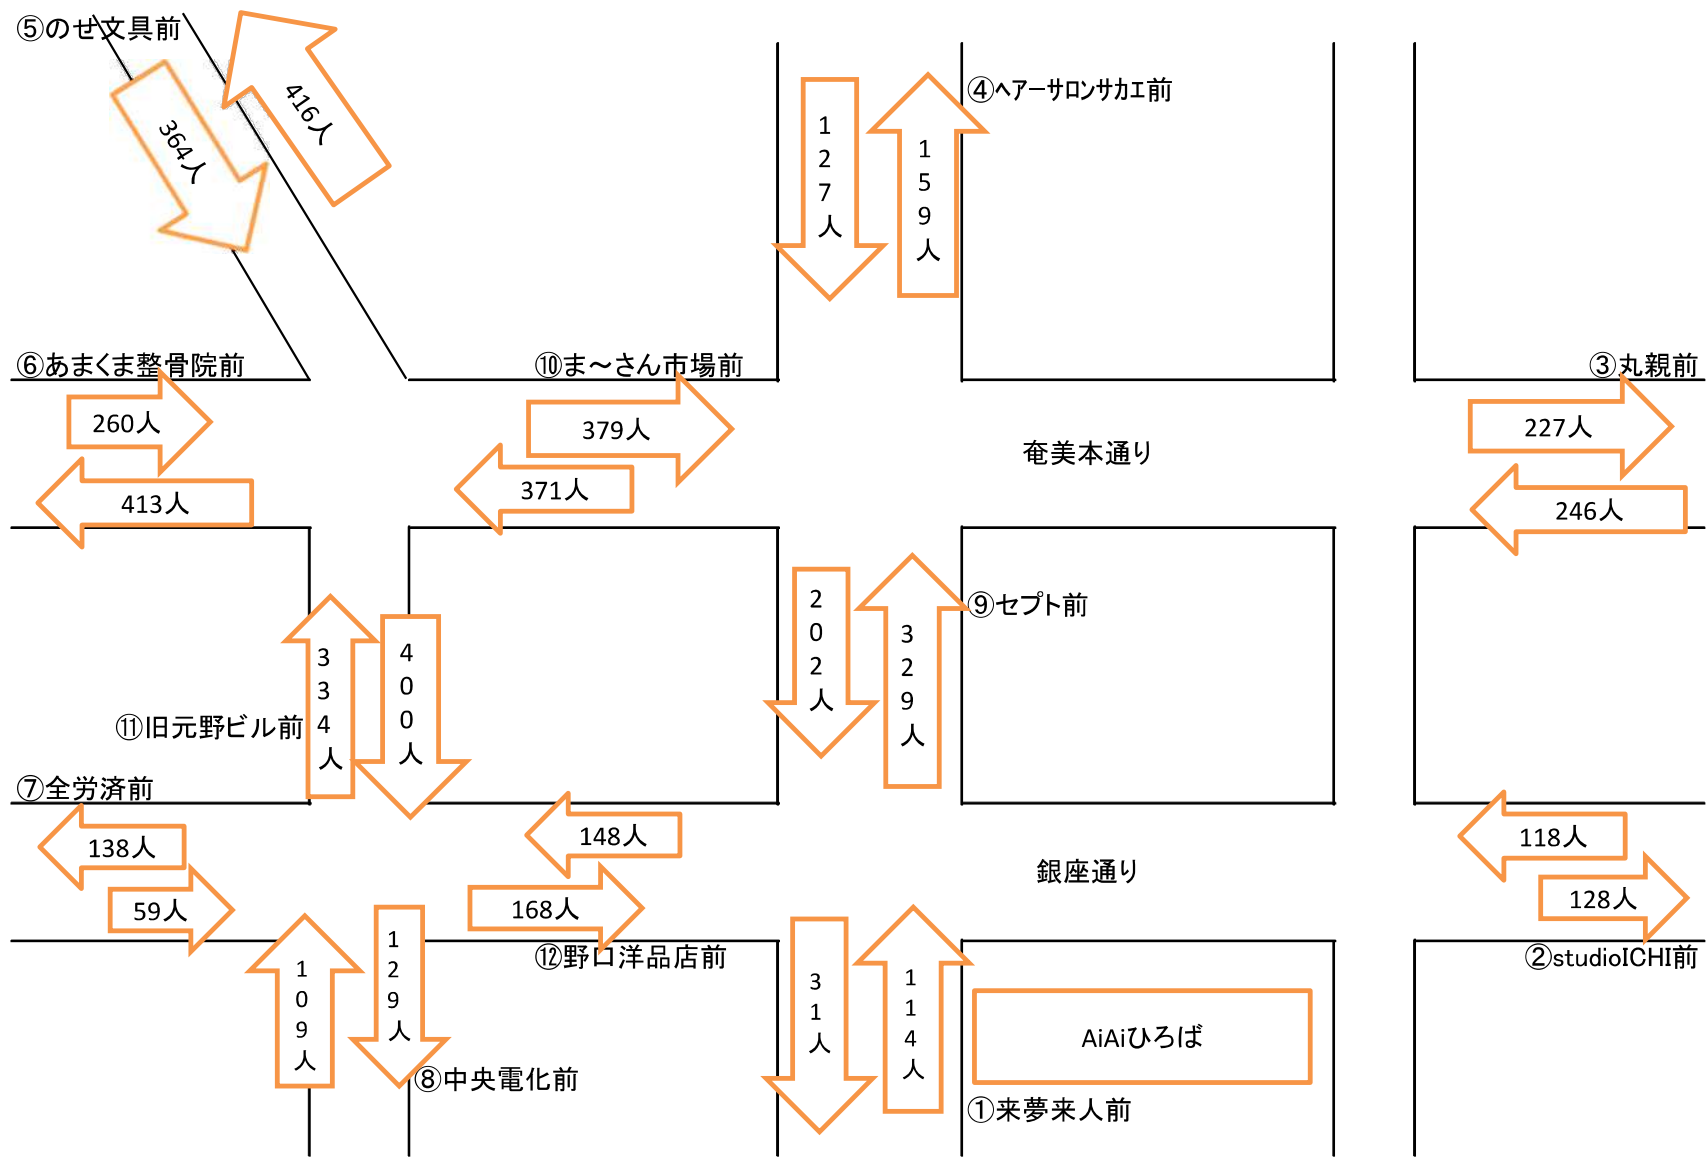 ⑤のせ文具前
416人
364人
④ヘアーサロンサカエ前
127人
159人
⑥あまくま整骨院前
⑩ま～さん市場前
③丸親前
260人
379人
227人
奄美本通り
413人
371人
246人
202人
⑨セプト前
329人
334人
400人
⑪旧元野ビル前
⑦全労済前
138人
148人
118人
銀座通り
59人
168人
128人
⑫野口洋品店前
②studioICHI前
109人
129人
31人
114人
AiAiひろば
⑧中央電化前
①来夢来人前